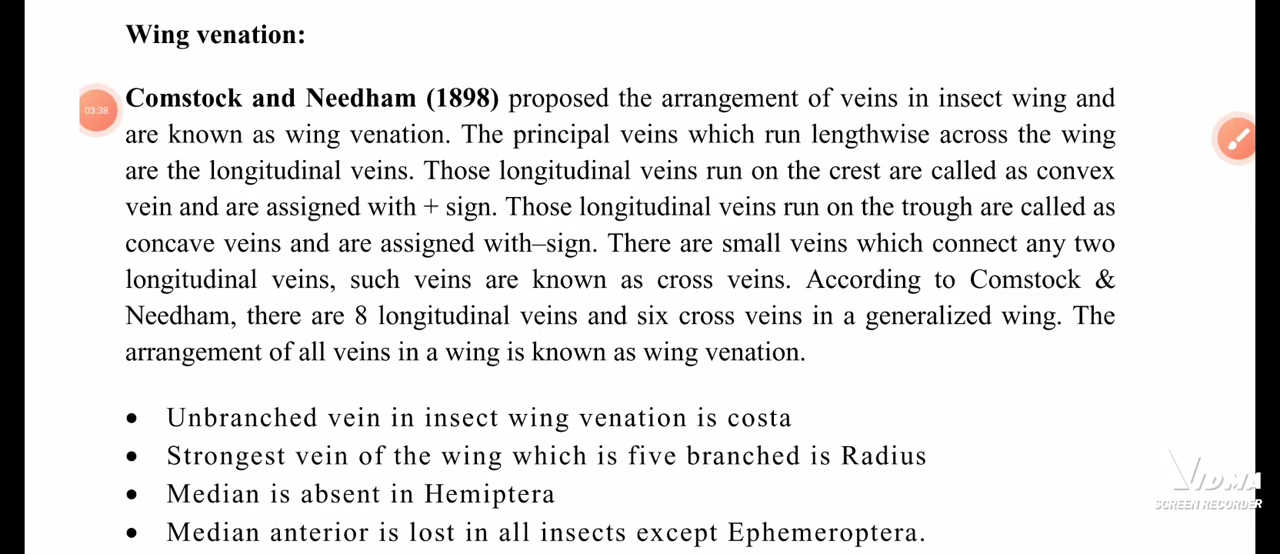 Wing venation:
Comstock and Needham (1898) proposed the arrangement of veins in insect wing and
03:38
are known as wing venation. The principal veins which run lengthwise across the wing
are the longitudinal veins. Those longitudinal veins run on the crest are called as convex
vein and are assigned with + sign. Those longitudinal veins run on the trough are called as
concave veins and are assigned with–sign. There are small veins which connect any two
longitudinal veins, such veins are known as cross veins. According to Comstock &
Needham, there are 8 longitudinal veins and six cross veins in a generalized wing. The
arrangement of all veins in a wing is known as wing venation.
• Unbranched vein in insect wing venation is costa
• Strongest vein of the wing which is five branched is Radius
• Median is absent in Hemiptera
• Median anterior is lost in all insects except Ephemeroptera.
VIDMA
SCREEN RECORDER